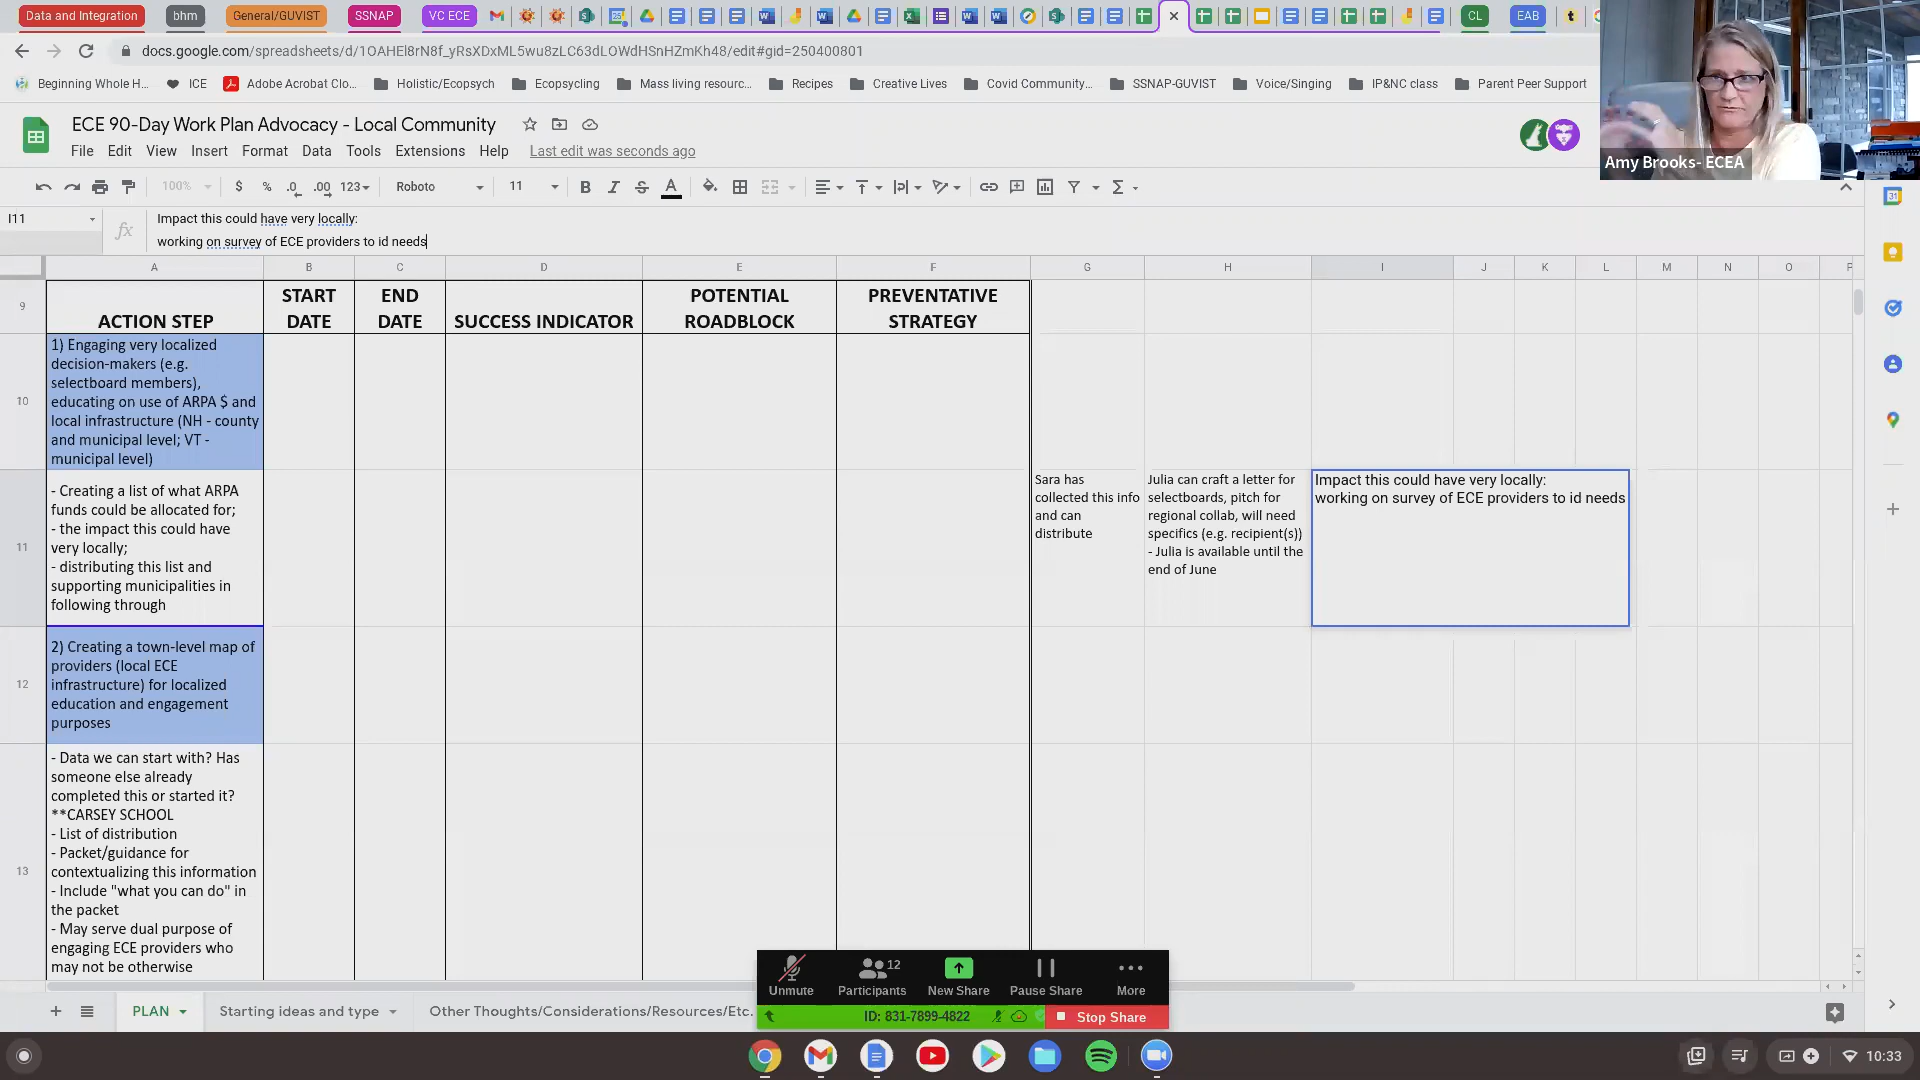 Data and Integration bhm General/GUVIST SSNAP VC ECE CL EAB
docs.google.com/spreadsheets/d/1OAHEl8rN8f_yRsXDxML5wu8zLC63dLOWdHSnHZmKh48/edit#gid=250400801
Beginning Whole H... ICE Adobe Acrobat Clo... Holistic/Ecopsych Ecopsycling Mass living resourc... Recipes Creative Lives Covid Community... SSNAP-GUVIST Voice/Singing IP&NC class Parent Peer Support
ECE 90-Day Work Plan Advocacy - Local Community
File Edit View Insert Format Data Tools Extensions Help Last edit was seconds ago
Amy Brooks- ECEA
100% $ % .0 .00 123 Roboto 11 B I S A
I11
Impact this could have very locally:
working on survey of ECE providers to id needs
A B C D E F G H I J K L M N O P
9
ACTION STEP
START
DATE
END
DATE
SUCCESS INDICATOR
POTENTIAL
ROADBLOCK
PREVENTATIVE
STRATEGY
10
1) Engaging very localized
decision-makers (e.g.
selectboard members),
educating on use of ARPA $ and
local infrastructure (NH - county
and municipal level; VT -
municipal level)
11
- Creating a list of what ARPA
funds could be allocated for;
- the impact this could have
very locally;
- distributing this list and
supporting municipalities in
following through
Sara has
collected this info
and can
distribute
Julia can craft a letter for
selectboards, pitch for
regional collab, will need
specifics (e.g. recipient(s))
- Julia is available until the
end of June
Impact this could have very locally:
working on survey of ECE providers to id needs
12
2) Creating a town-level map of
providers (local ECE
infrastructure) for localized
education and engagement
purposes
13
- Data we can start with? Has
someone else already
completed this or started it?
**CARSEY SCHOOL
- List of distribution
- Packet/guidance for
contextualizing this information
- Include "what you can do" in
the packet
- May serve dual purpose of
engaging ECE providers who
may not be otherwise
12
Unmute Participants New Share Pause Share More
ID: 831-7899-4822 Stop Share
PLAN Starting ideas and type Other Thoughts/Considerations/Resources/Etc.
10:33